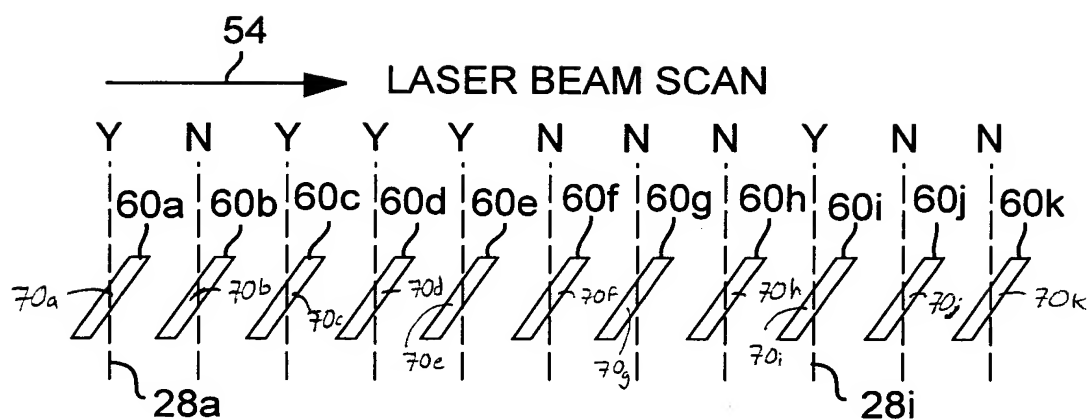 54
LASER BEAM SCAN
Y N Y Y Y N N N Y N N
60a 60b 60c 60d 60e 60f 60g 60h 60i 60j 60k
70a 70b 70c 70d 70e 70f 70g 70h 70i 70j 70k
28a 28i